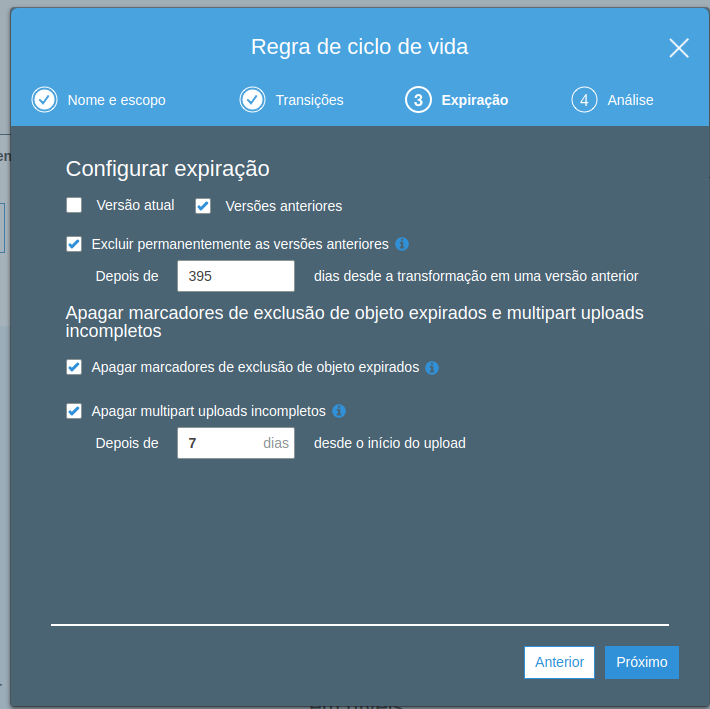 Regra de ciclo de vida
Nome e escopo
Transições
3 Expiração
4 Análise
Configurar expiração
Versão atual
Versões anteriores
Excluir permanentemente as versões anteriores
Depois de 395 dias desde a transformação em uma versão anterior
Apagar marcadores de exclusão de objeto expirados e multipart uploads
incompletos
Apagar marcadores de exclusão de objeto expirados
Apagar multipart uploads incompletos
Depois de 7 dias desde o início do upload
Anterior
Próximo